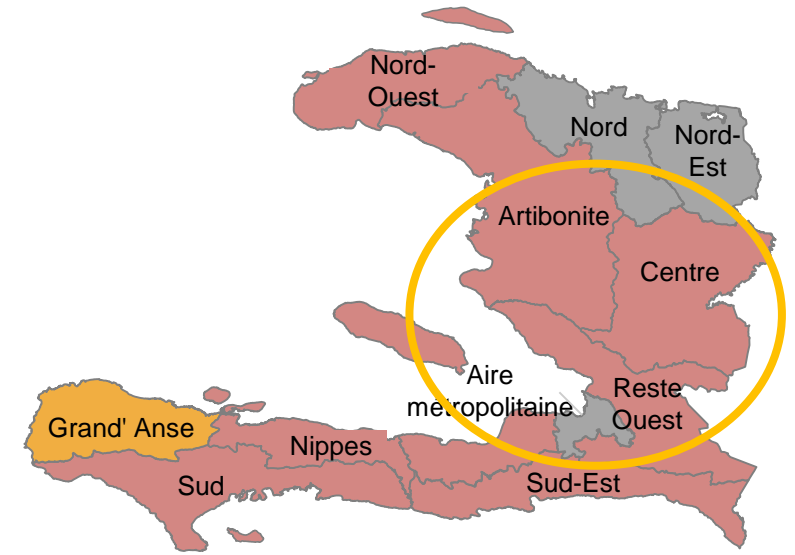 Nord-
Ouest
Nord
Nord-
Est
Artibonite
Centre
Aire
métropolitaine
Reste
Ouest
Grand' Anse
Nippes
Sud
Sud-Est